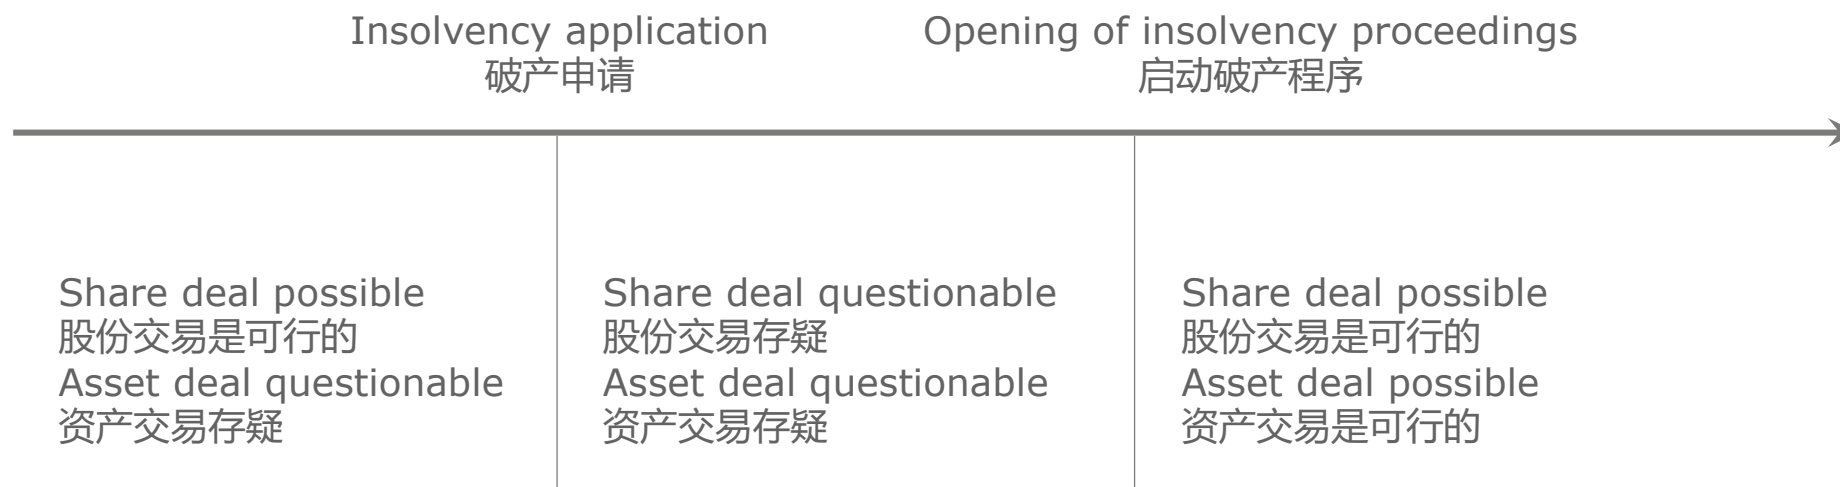 Insolvency application
破产申请
Opening of insolvency proceedings
启动破产程序
Share deal possible
股份交易是可行的
Asset deal questionable
资产交易存疑
Share deal questionable
股份交易存疑
Asset deal questionable
资产交易存疑
Share deal possible
股份交易是可行的
Asset deal possible
资产交易是可行的